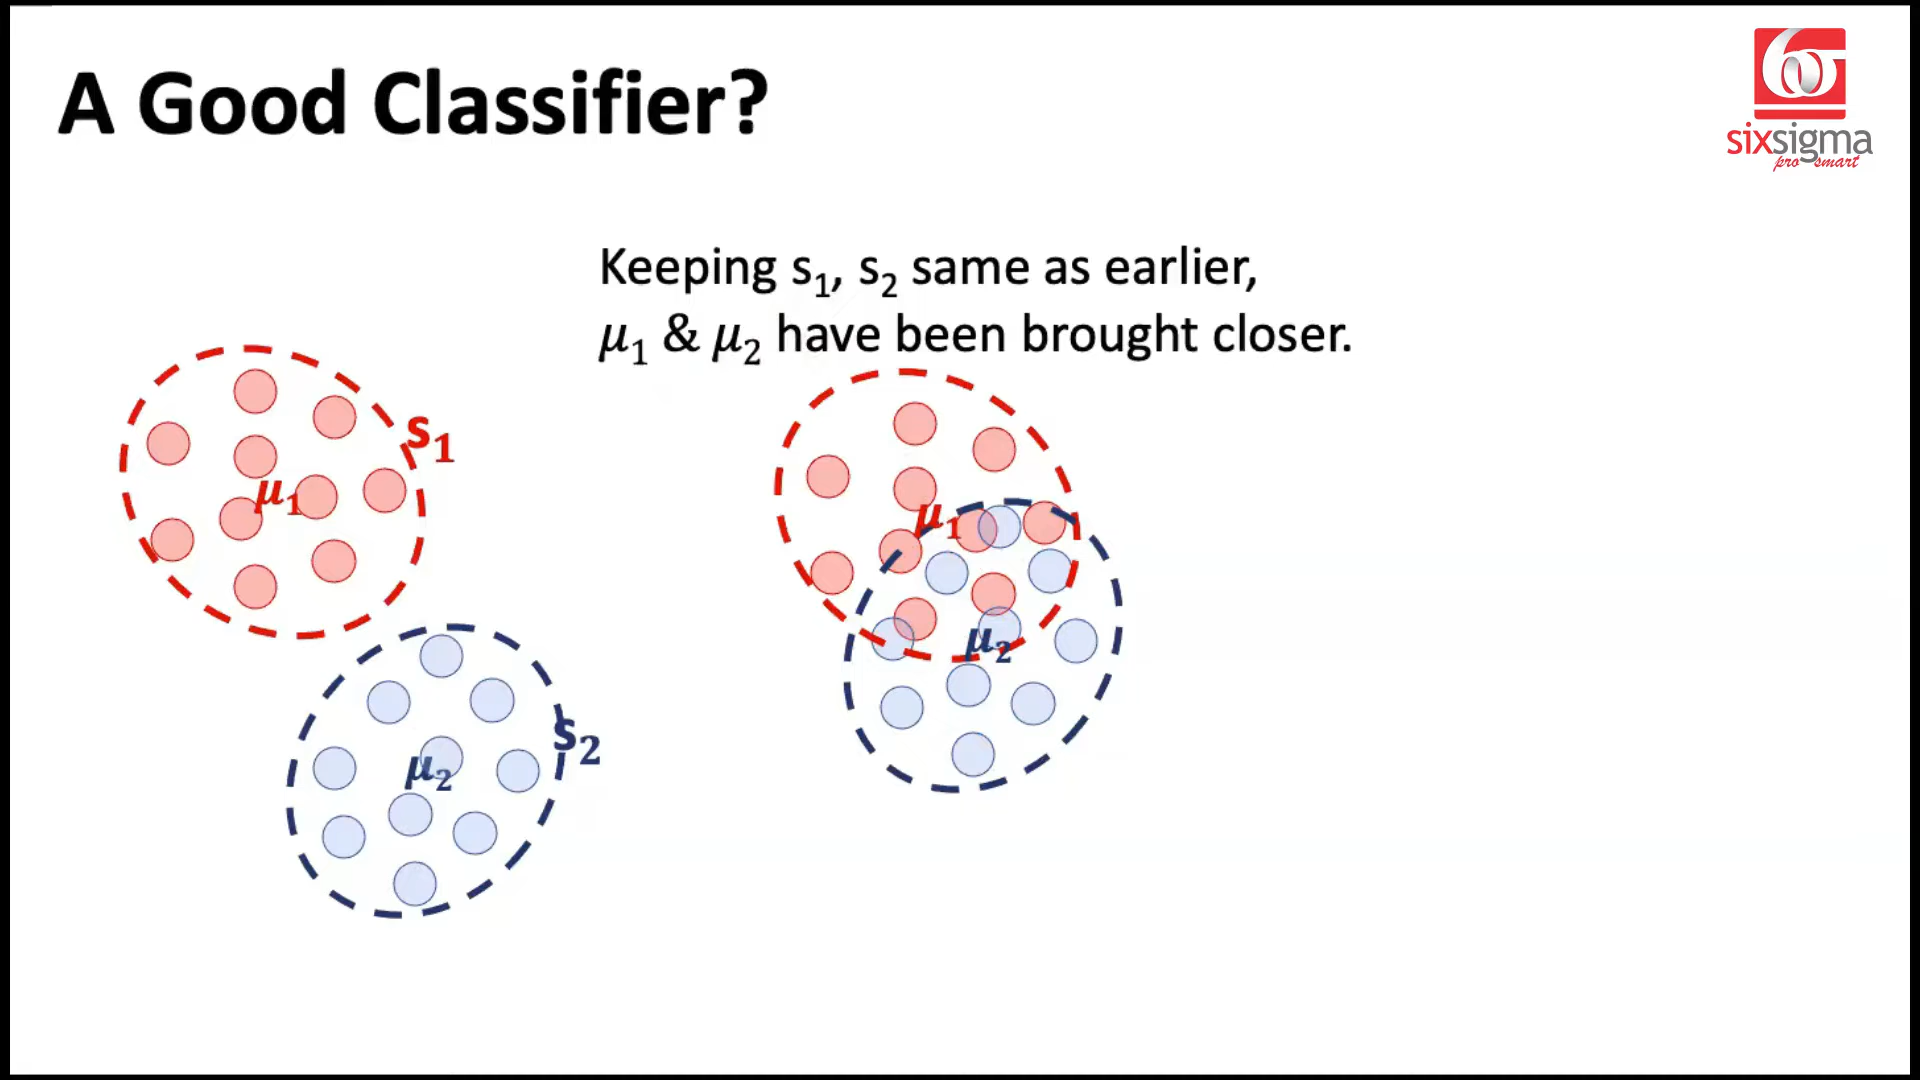 A Good Classifier?
sixsigma
pro smart
Keeping s₁, s₂ same as earlier,
μ₁ & μ₂ have been brought closer.
s₁
μ₁
s₂
μ₂
μ₁
μ₂